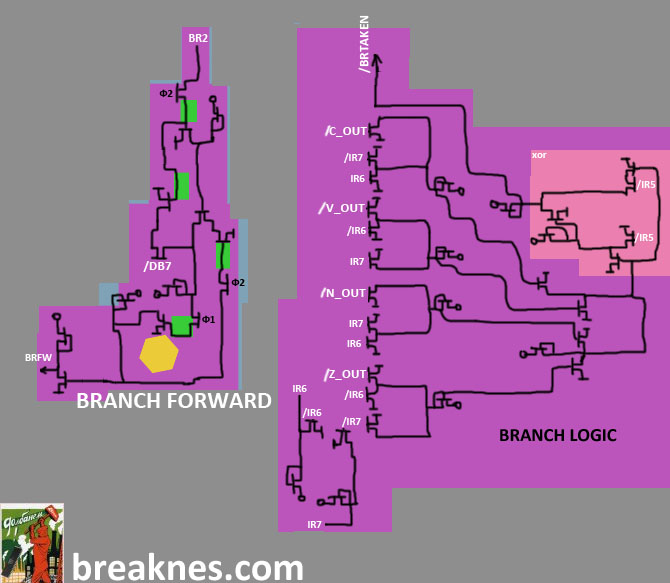 BR2
Φ2
/DB7
Φ2
Φ1
BRFW
BRANCH FORWARD
/BRTAKEN
/C_OUT
/IR7
IR6
/V_OUT
/IR6
IR7
/N_OUT
IR7
IR6
/Z_OUT
/IR6
/IR7
IR6
/IR6
/IR7
IR7
xor
/IR5
/IR5
BRANCH LOGIC
breaknes.com